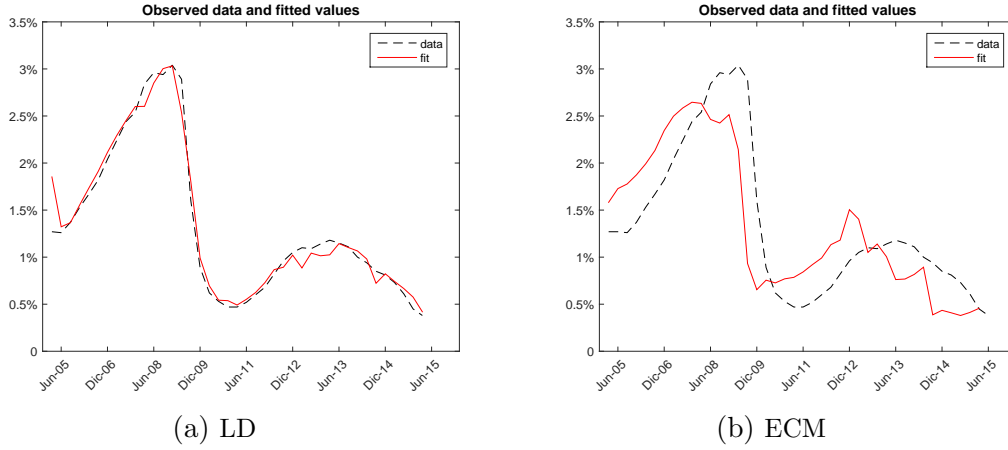 Observed data and fitted values
3.5%
3%
2.5%
2%
1.5%
1%
0.5%
0
Jun-05
Dic-06
Jun-08
Dic-09
Jun-11
Dic-12
Jun-13
Dic-14
Jun-15
data
fit
(a) LD
Observed data and fitted values
3.5%
3%
2.5%
2%
1.5%
1%
0.5%
0
Jun-05
Dic-06
Jun-08
Dic-09
Jun-11
Dic-12
Jun-13
Dic-14
Jun-15
data
fit
(b) ECM